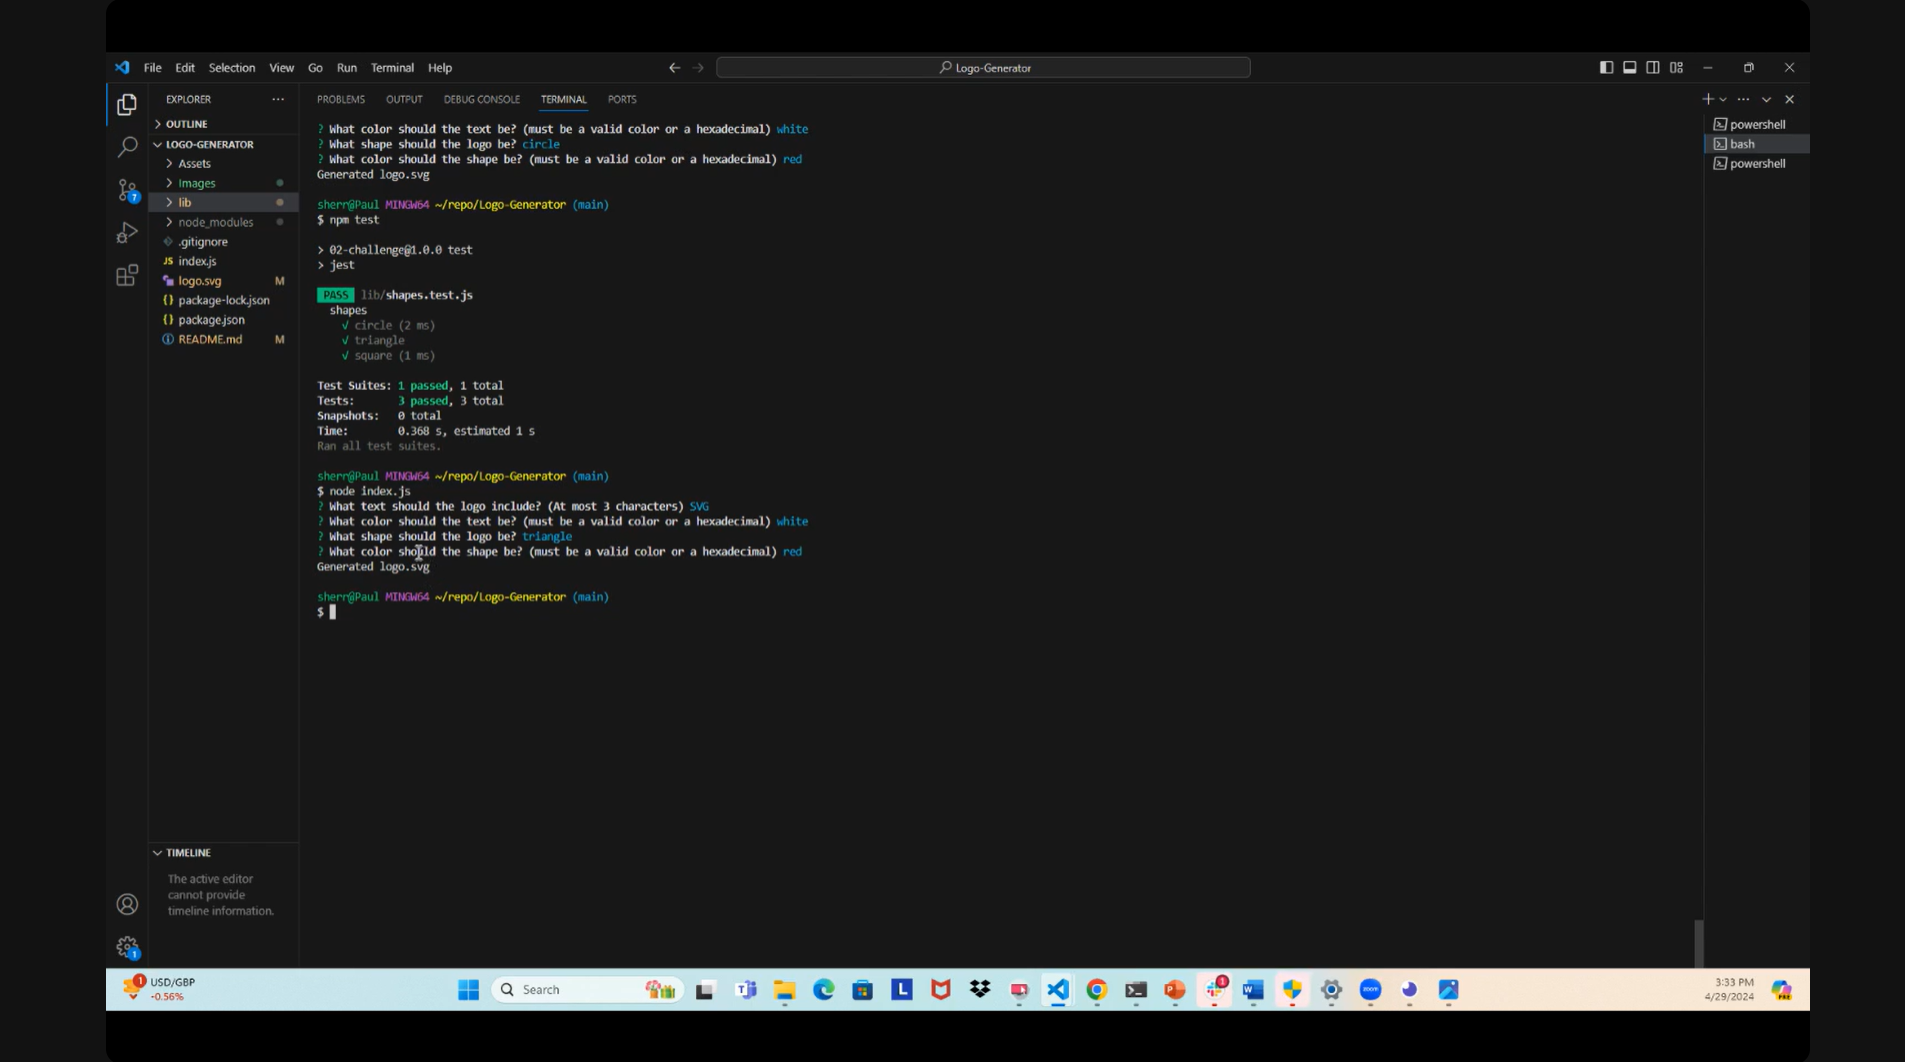 File Edit Selection View Go Run Terminal Help
Logo-Generator
EXPLORER
OUTLINE
LOGO-GENERATOR
Assets
Images
lib
node_modules
.gitignore
JS index.js
logo.svg M
{} package-lock.json
{} package.json
README.md M
7
TIMELINE
The active editor
cannot provide
timeline information.
1
PROBLEMS OUTPUT DEBUG CONSOLE TERMINAL PORTS
? What color should the text be? (must be a valid color or a hexadecimal) white
? What shape should the logo be? circle
? What color should the shape be? (must be a valid color or a hexadecimal) red
Generated logo.svg
sherr@Paul MINGW64 ~/repo/Logo-Generator (main)
$ npm test
> 02-challenge@1.0.0 test
> jest
PASS lib/shapes.test.js
shapes
√ circle (2 ms)
√ triangle
√ square (1 ms)
Test Suites: 1 passed, 1 total
Tests: 3 passed, 3 total
Snapshots: 0 total
Time: 0.368 s, estimated 1 s
Ran all test suites.
sherr@Paul MINGW64 ~/repo/Logo-Generator (main)
$ node index.js
? What text should the logo include? (At most 3 characters) SVG
? What color should the text be? (must be a valid color or a hexadecimal) white
? What shape should the logo be? triangle
? What color should the shape be? (must be a valid color or a hexadecimal) red
Generated logo.svg
sherr@Paul MINGW64 ~/repo/Logo-Generator (main)
$
powershell
bash
powershell
1
USD/GBP
-0.56%
Search
L
1
zoom
3:33 PM
4/29/2024
PRE